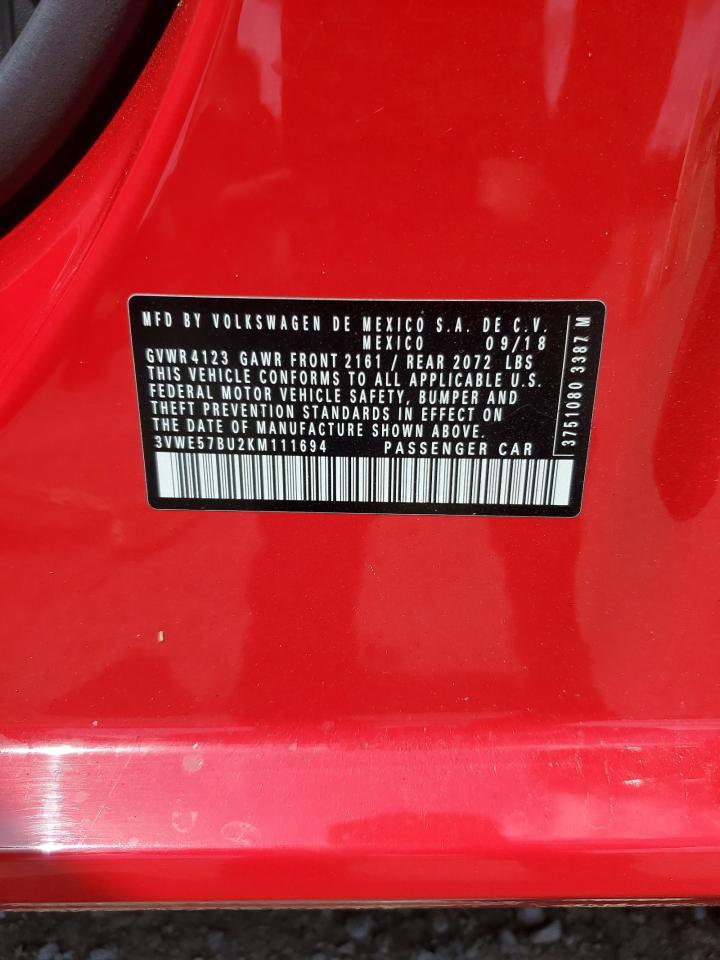 MFD BY VOLKSWAGEN DE MEXICO S.A. DE C.V.
MEXICO 09/18
GVWR 4123 GAWR FRONT 2161 / REAR 2072 LBS
THIS VEHICLE CONFORMS TO ALL APPLICABLE U.S.
FEDERAL MOTOR VEHICLE SAFETY, BUMPER AND
THEFT PREVENTION STANDARDS IN EFFECT ON
THE DATE OF MANUFACTURE SHOWN ABOVE.
3VWE57BU2KM111694 PASSENGER CAR
3751080 3387 M